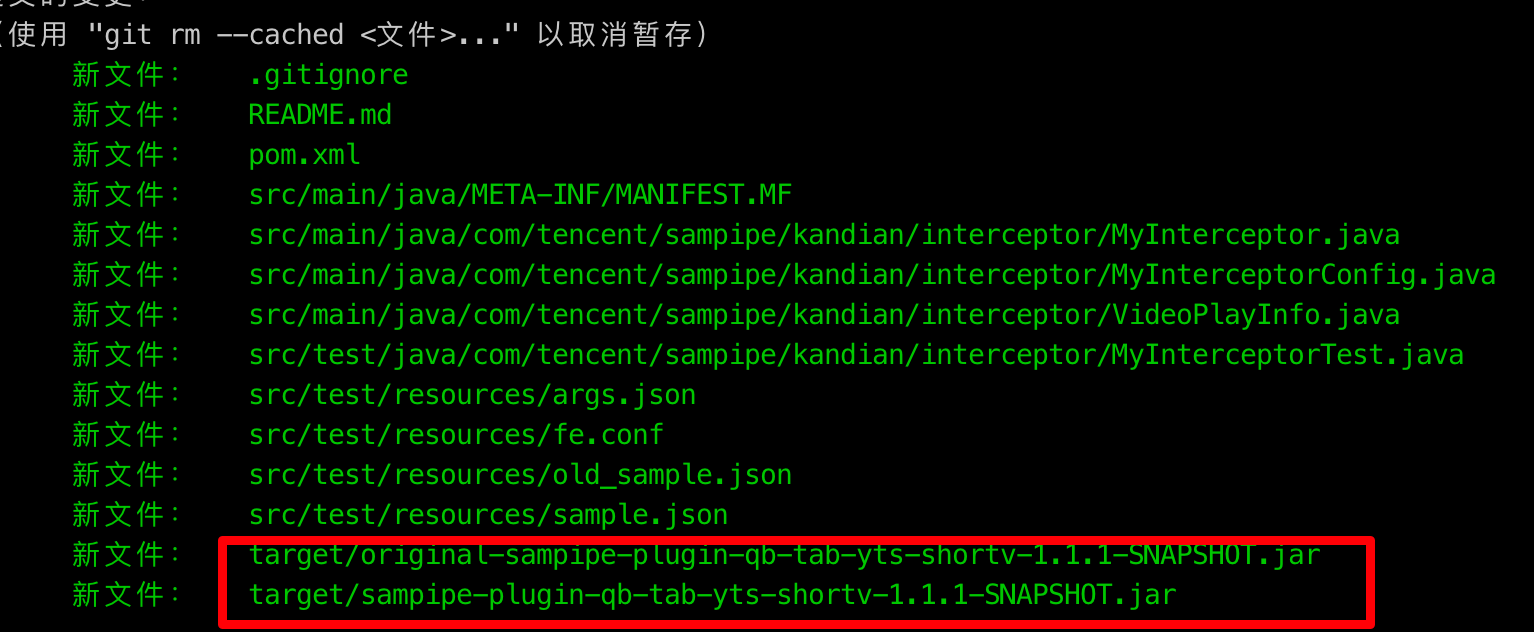 (使用 "git rm --cached <文件>..." 以取消暂存)
新文件： .gitignore
新文件： README.md
新文件： pom.xml
新文件： src/main/java/META-INF/MANIFEST.MF
新文件： src/main/java/com/tencent/sampipe/kandian/interceptor/MyInterceptor.java
新文件： src/main/java/com/tencent/sampipe/kandian/interceptor/MyInterceptorConfig.java
新文件： src/main/java/com/tencent/sampipe/kandian/interceptor/VideoPlayInfo.java
新文件： src/test/java/com/tencent/sampipe/kandian/interceptor/MyInterceptorTest.java
新文件： src/test/resources/args.json
新文件： src/test/resources/fe.conf
新文件： src/test/resources/old_sample.json
新文件： src/test/resources/sample.json
新文件： target/original-sampipe-plugin-qb-tab-yts-shortv-1.1.1-SNAPSHOT.jar
新文件： target/sampipe-plugin-qb-tab-yts-shortv-1.1.1-SNAPSHOT.jar